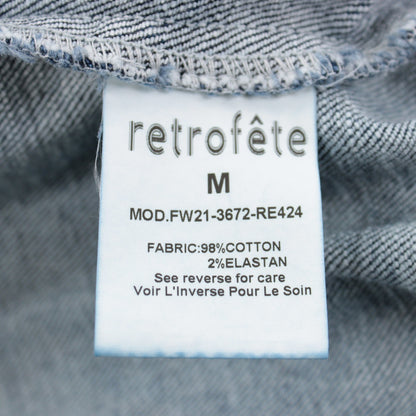 retrofête
M
MOD.FW21-3672-RE424
FABRIC:98%COTTON
2%ELASTAN
See reverse for care
Voir L'Inverse Pour Le Soin